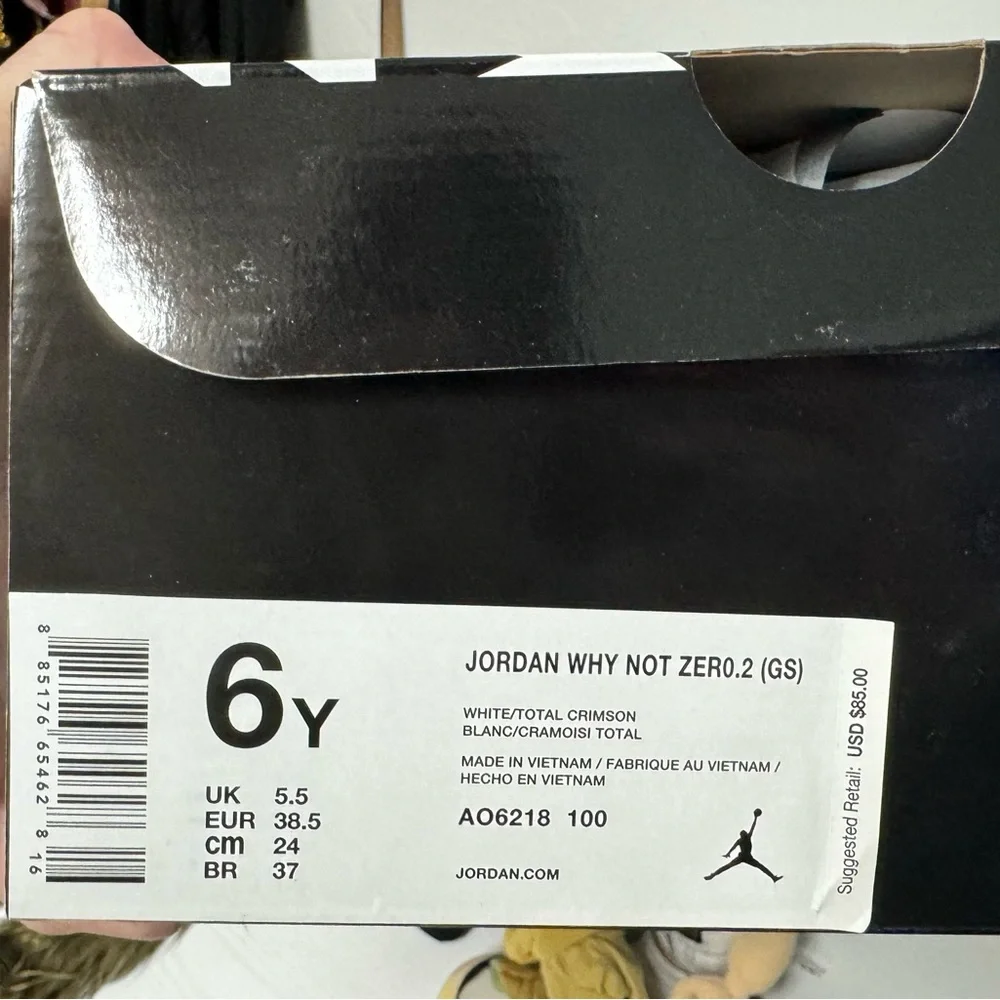 8 85176 65462 8 16
6Y
UK 5.5
EUR 38.5
cm 24
BR 37
JORDAN WHY NOT ZER0.2 (GS)
WHITE/TOTAL CRIMSON
BLANC/CRAMOISI TOTAL
MADE IN VIETNAM / FABRIQUE AU VIETNAM /
HECHO EN VIETNAM
AO6218 100
JORDAN.COM
Suggested Retail: USD $85.00